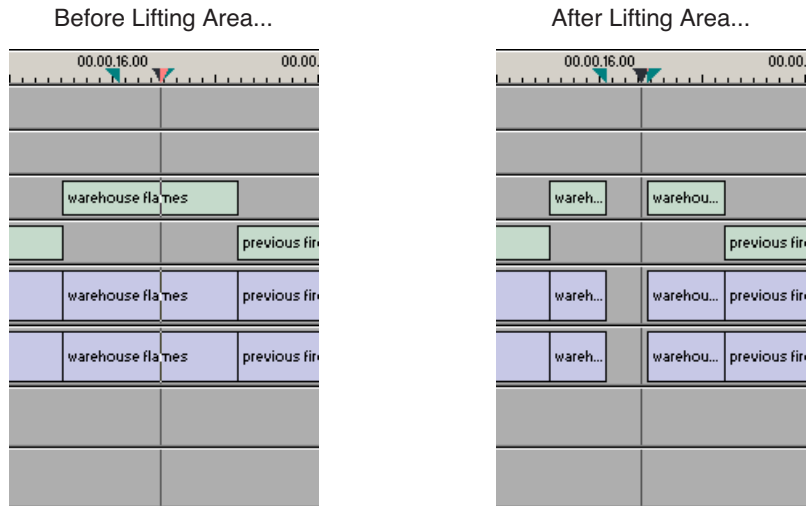 Before Lifting Area...
00.00.16.00 00.00.
warehouse flames
previous fire
warehouse flames previous fire
warehouse flames previous fire
After Lifting Area...
00.00.16.00 00.00.
wareh... warehou...
previous fire
wareh... warehou... previous fire
wareh... warehou... previous fire